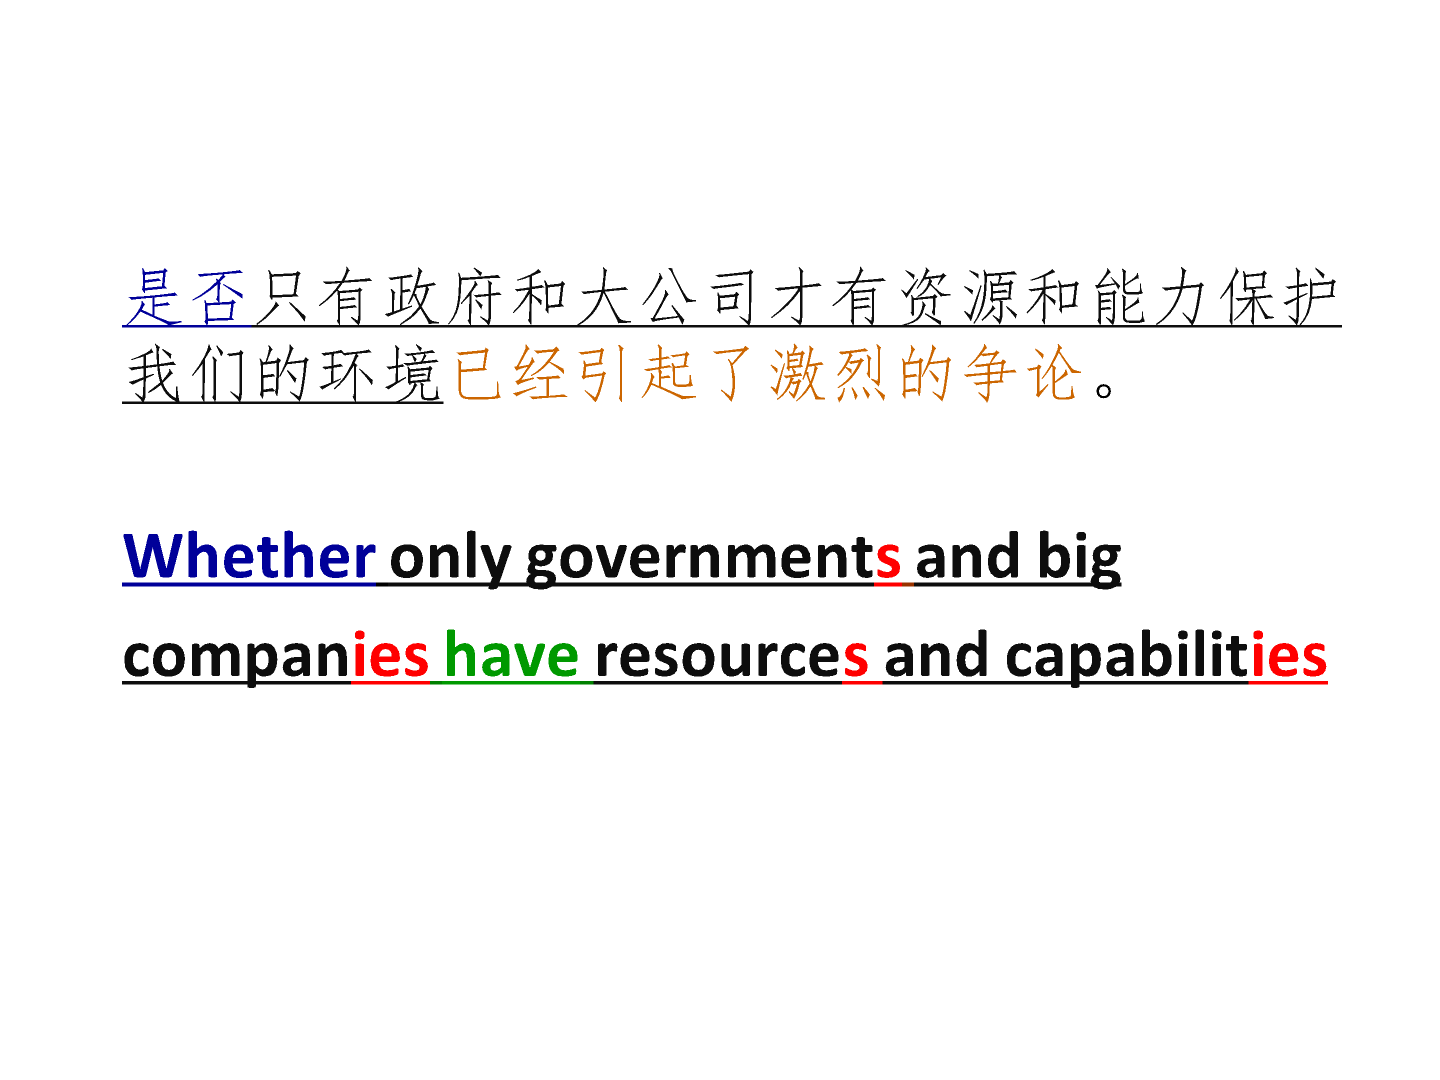 是否只有政府和大公司才有资源和能力保护
我们的环境已经引起了激烈的争论。
Whether only governments and big
companies have resources and capabilities